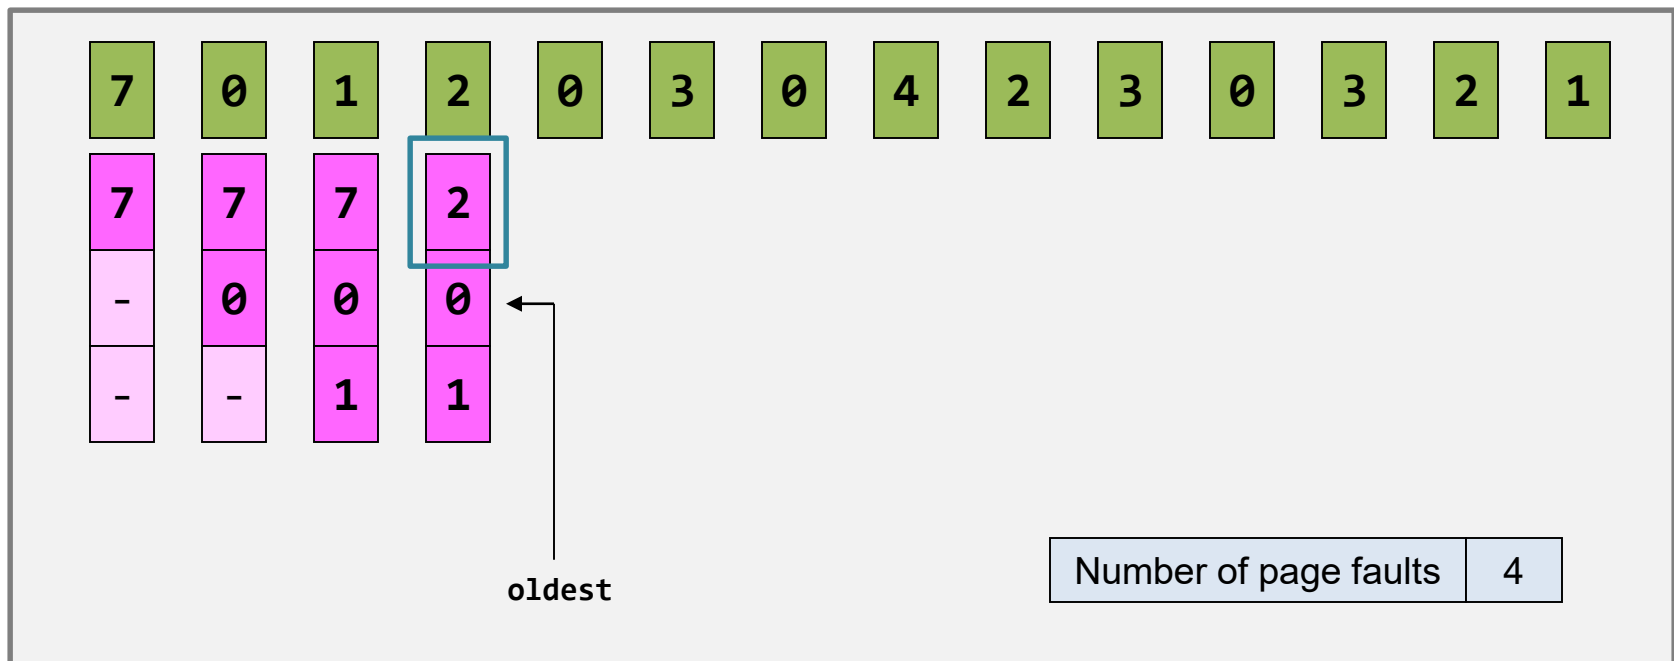 7 0 1 2 0 3 0 4 2 3 0 3 2 1
7 7 7 2
- 0 0 0
- - 1 1
Number of page faults 4
oldest